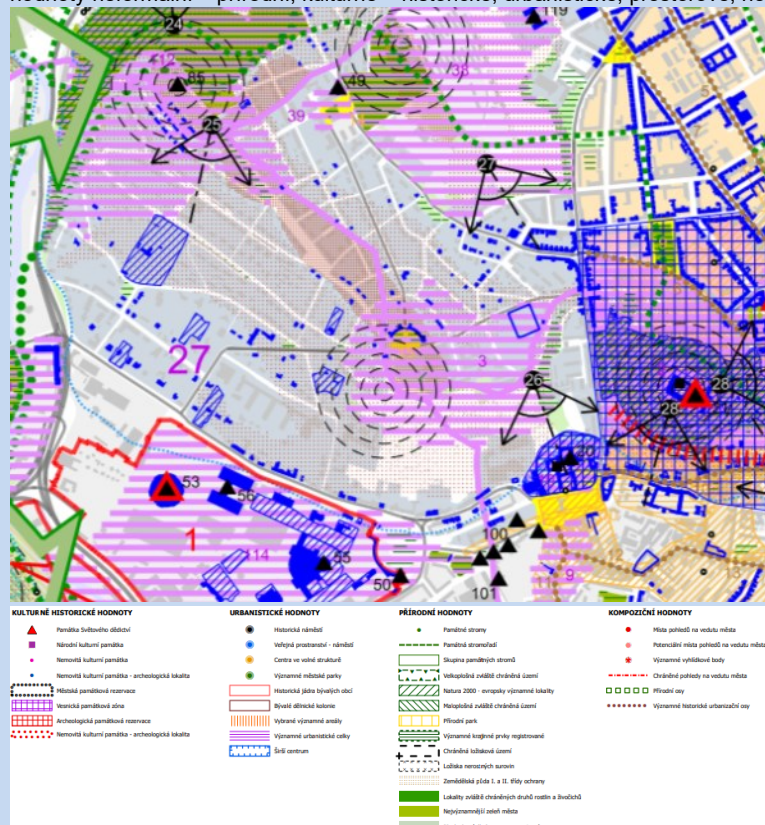 hodnoty neformální – přírodní, kulturně – historické, urbanistické, prostorové,
24
19
112
85
49
38
39
25
27
5
27
3
26
28
28
30
53
56
1
114
55
50
100
101
9
11
12
KULTURNĚ HISTORICKÉ HODNOTY
Památka Světového dědictví
Národní kulturní památka
Nemovitá kulturní památka
Nemovitá kulturní památka - archeologická lokalita
Městská památková rezervace
Vesnická památková zóna
Archeologická památková rezervace
Nemovitá kulturní památka - archeologická lokalita
URBANISTICKÉ HODNOTY
Historická náměstí
Veřejná prostranství - náměstí
Centra ve volné struktuře
Významné městské parky
Historická jádra bývalých obcí
Bývalé dělnické kolonie
Vybrané významné areály
Významné urbanistické celky
Širší centrum
PŘÍRODNÍ HODNOTY
Památné stromy
Památná stromořadí
Skupina památných stromů
Velkoplošná zvláště chráněná území
Natura 2000 - evropsky významné lokality
Maloplošná zvláště chráněná území
Přírodní park
Významné krajinné prvky registrované
Chráněná ložisková území
Ložiska nerostných surovin
Zemědělská půda I. a II. třídy ochrany
Lokality zvláště chráněných druhů rostlin a živočichů
Nejvýznamnější zeleň města
KOMPOZIČNÍ HODNOTY
Místa pohledů na vedutu města
Potenciální místa pohledů na vedutu města
Významné vyhlídkové body
Chráněné pohledy na vedutu města
Přírodní osy
Významné historické urbanizační osy